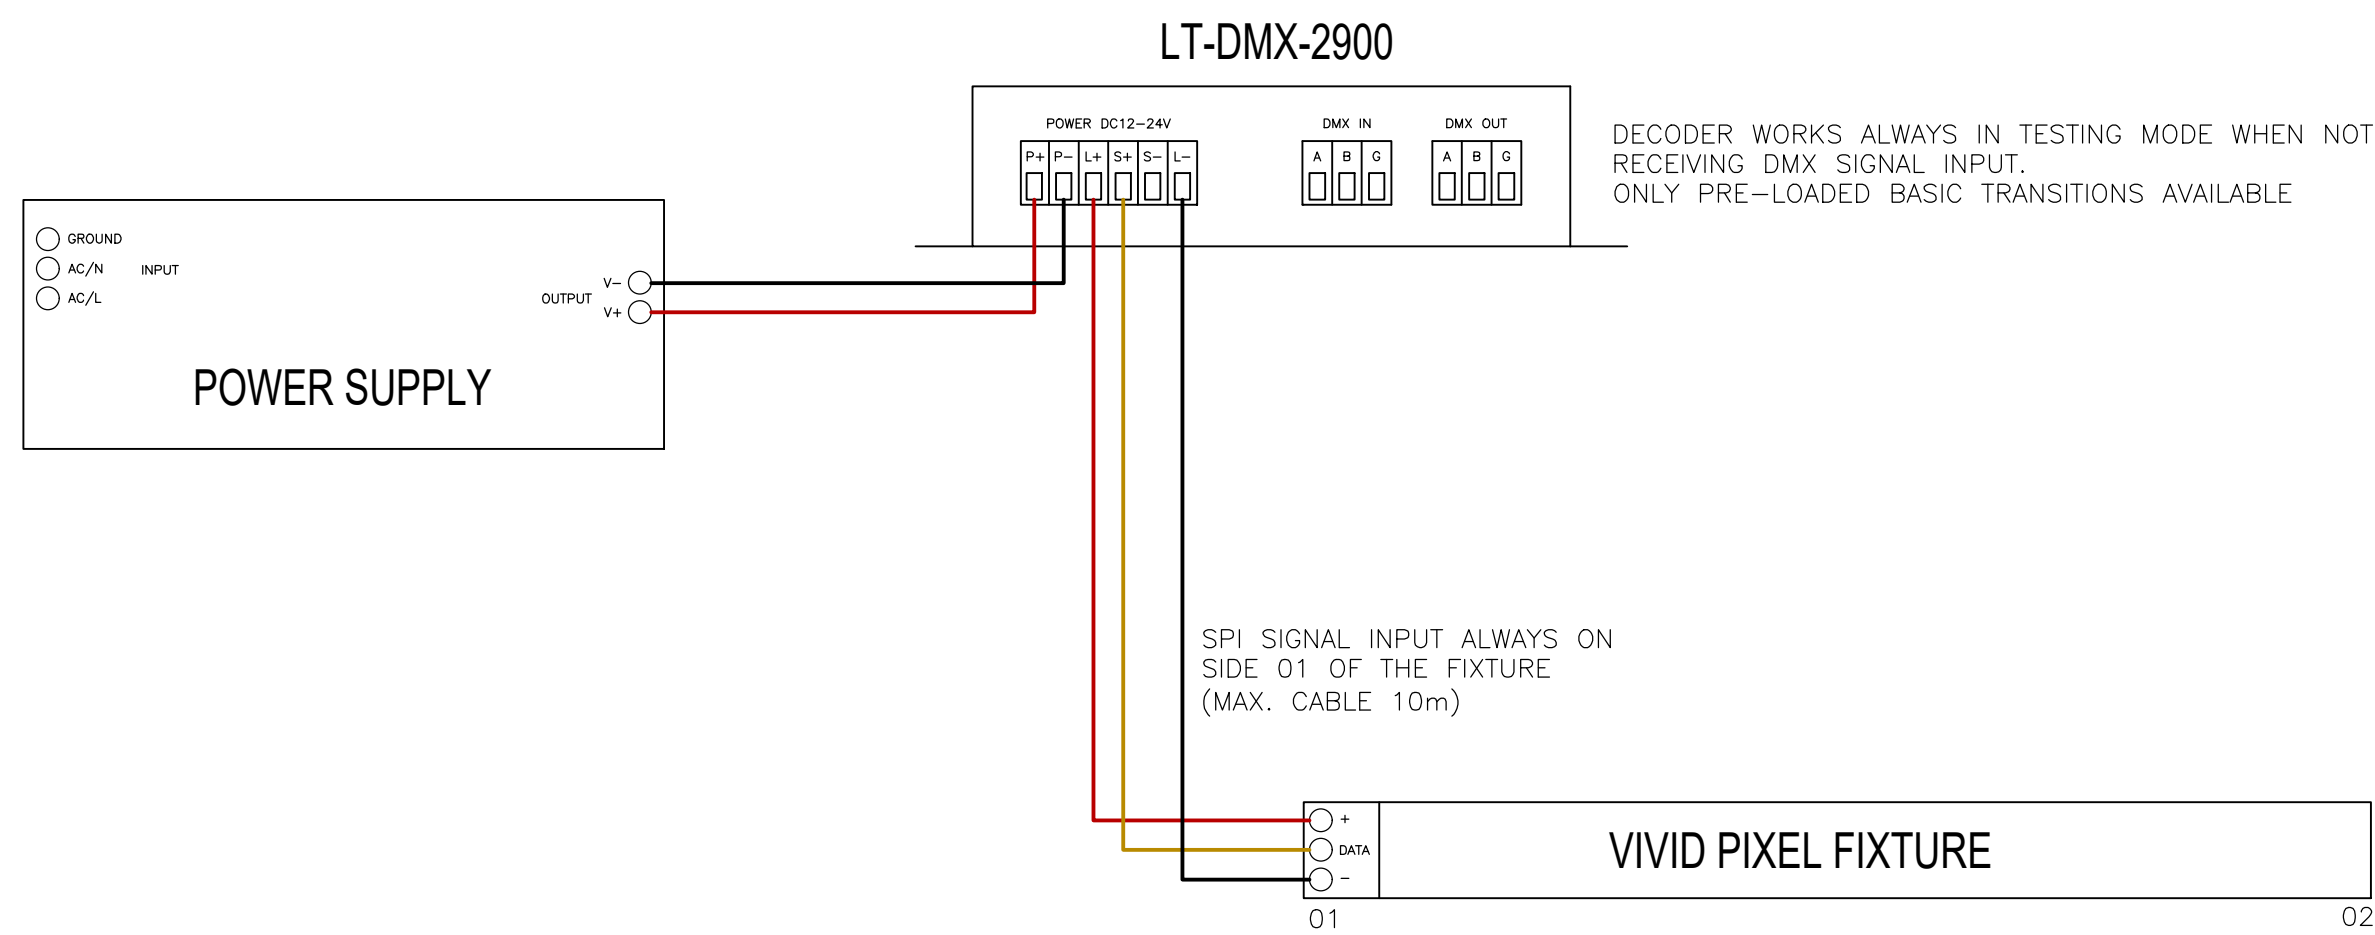 LT-DMX-2900
POWER DC12-24V
DMX IN
DMX OUT
P+ P- L+ S+ S- L-
A B G
A B G
DECODER WORKS ALWAYS IN TESTING MODE WHEN NOT
RECEIVING DMX SIGNAL INPUT.
ONLY PRE-LOADED BASIC TRANSITIONS AVAILABLE
GROUND
AC/N
INPUT
AC/L
V-
OUTPUT
V+
POWER SUPPLY
SPI SIGNAL INPUT ALWAYS ON
SIDE 01 OF THE FIXTURE
(MAX. CABLE 10m)
+
DATA
-
VIVID PIXEL FIXTURE
01
02